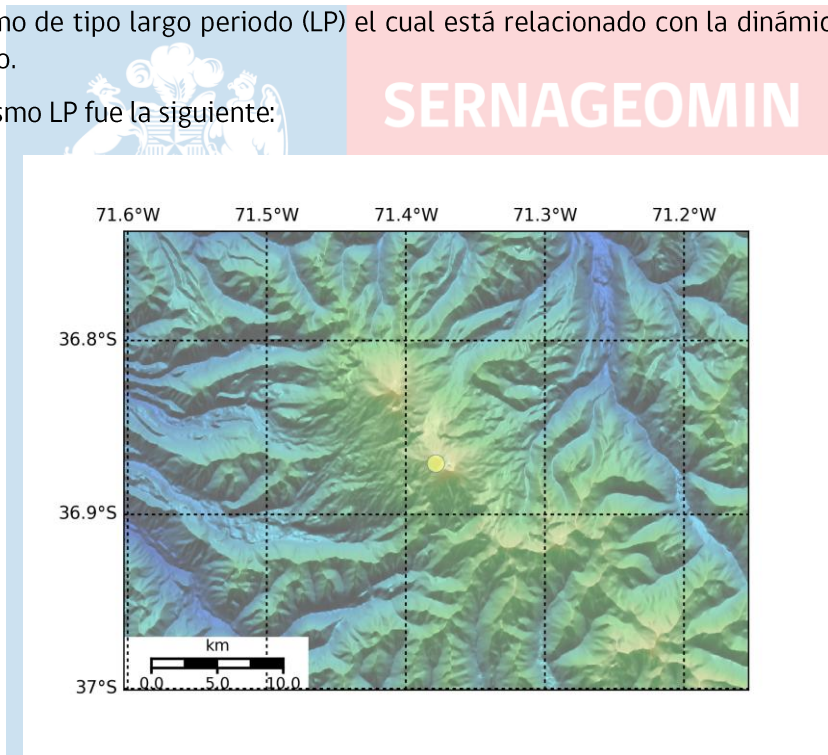 mo de tipo largo periodo (LP) el cual está relacionado con la dinámic
o.
smo LP fue la siguiente:
SERNAGEOMIN
71.6°W 71.5°W 71.4°W 71.3°W 71.2°W
36.8°S
36.9°S
km
0.0 5.0 10.0
37°S